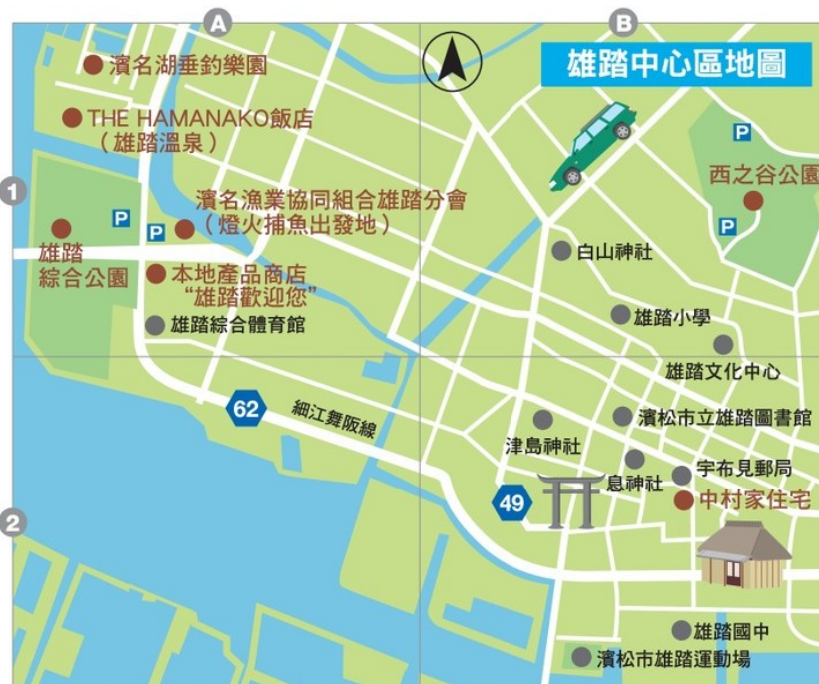 A
B
雄踏中心區地圖
濱名湖垂釣樂園
THE HAMANAKO飯店
（雄踏溫泉）
P
西之谷公園
1
濱名漁業協同組合雄踏分會
（燈火捕魚出發地）
P
P
P
雄踏
綜合公園
白山神社
本地產品商店
“雄踏歡迎您”
雄踏綜合體育館
雄踏小學
雄踏文化中心
62
細江舞阪線
濱松市立雄踏圖書館
津島神社
息神社
宇布見郵局
49
中村家住宅
2
雄踏國中
濱松市雄踏運動場